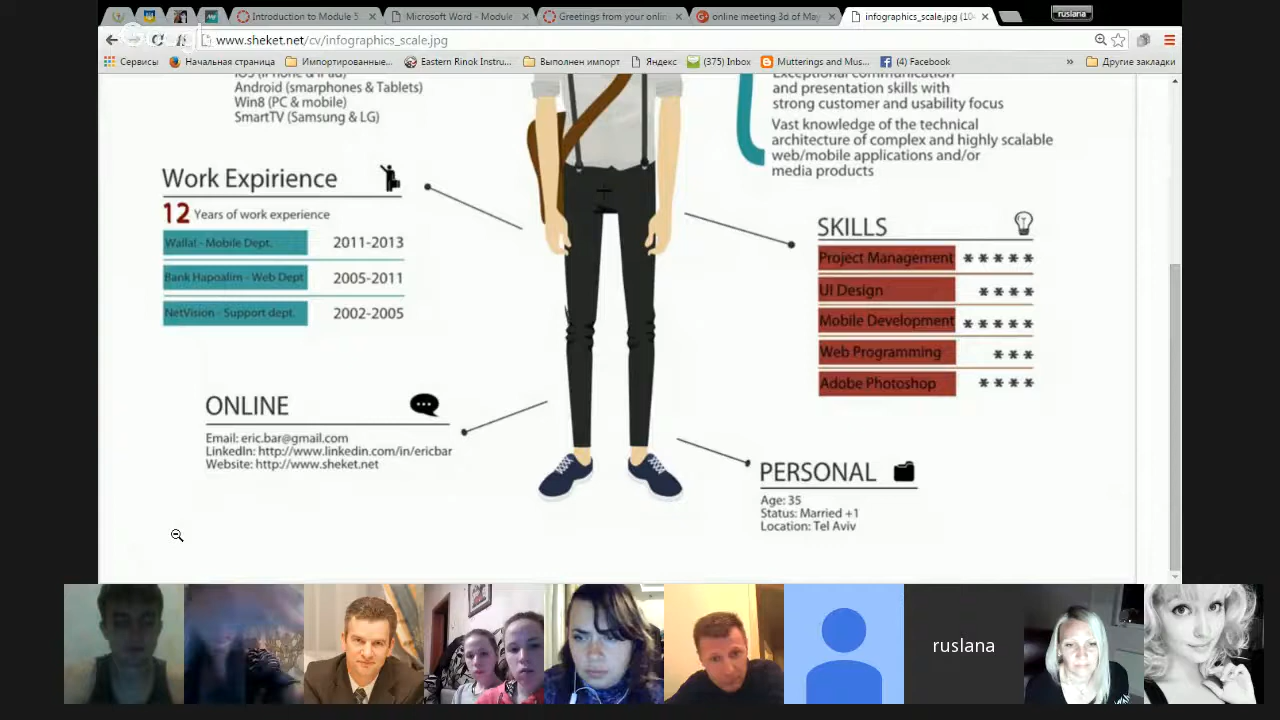 Introduction to Module 5.
Microsoft Word - Module
Greetings from your onlin
online meeting 3d of May
infographics_scale.jpg (10
ruslana
www.sheket.net/cv/infographics_scale.jpg
Сервисы
Начальная страница
Импортированные...
Eastern Rinok Instru...
Выполнен импорт
Яндекс
(375) Inbox
Mutterings and Mus...
(4) Facebook
»
Другие закладки
iOS (iPhone & iPad)
Android (smarphones & Tablets)
Win8 (PC & mobile)
SmartTV (Samsung & LG)
Exceptional communication
and presentation skills with
strong customer and usability focus
Vast knowledge of the technical
architecture of complex and highly scalable
web/mobile applications and/or
media products
Work Expirience
12 Years of work experience
Walla! - Mobile Dept. 2011-2013
Bank Hapoalim - Web Dept 2005-2011
NetVision - Support dept. 2002-2005
SKILLS
Project Management * * * * *
UI Design * * * *
Mobile Development * * * * *
Web Programming * * *
Adobe Photoshop * * * *
ONLINE
Email: eric.bar@gmail.com
LinkedIn: http://www.linkedin.com/in/ericbar
Website: http://www.sheket.net
PERSONAL
Age: 35
Status: Married +1
Location: Tel Aviv
ruslana